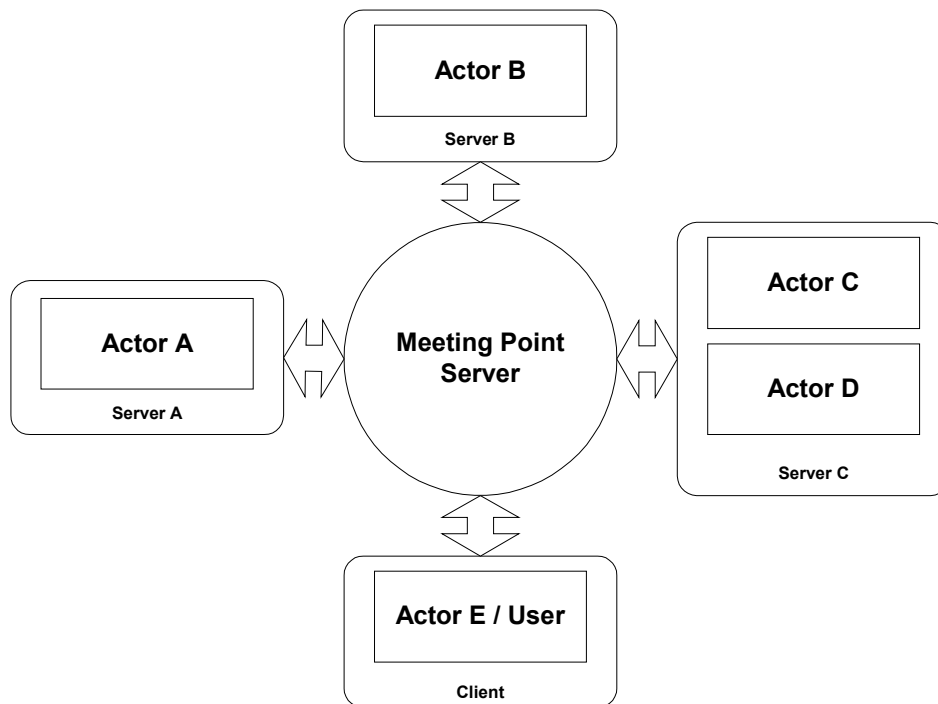 Actor B
Server B
Actor A
Server A
Meeting Point
Server
Actor C
Actor D
Server C
Actor E / User
Client